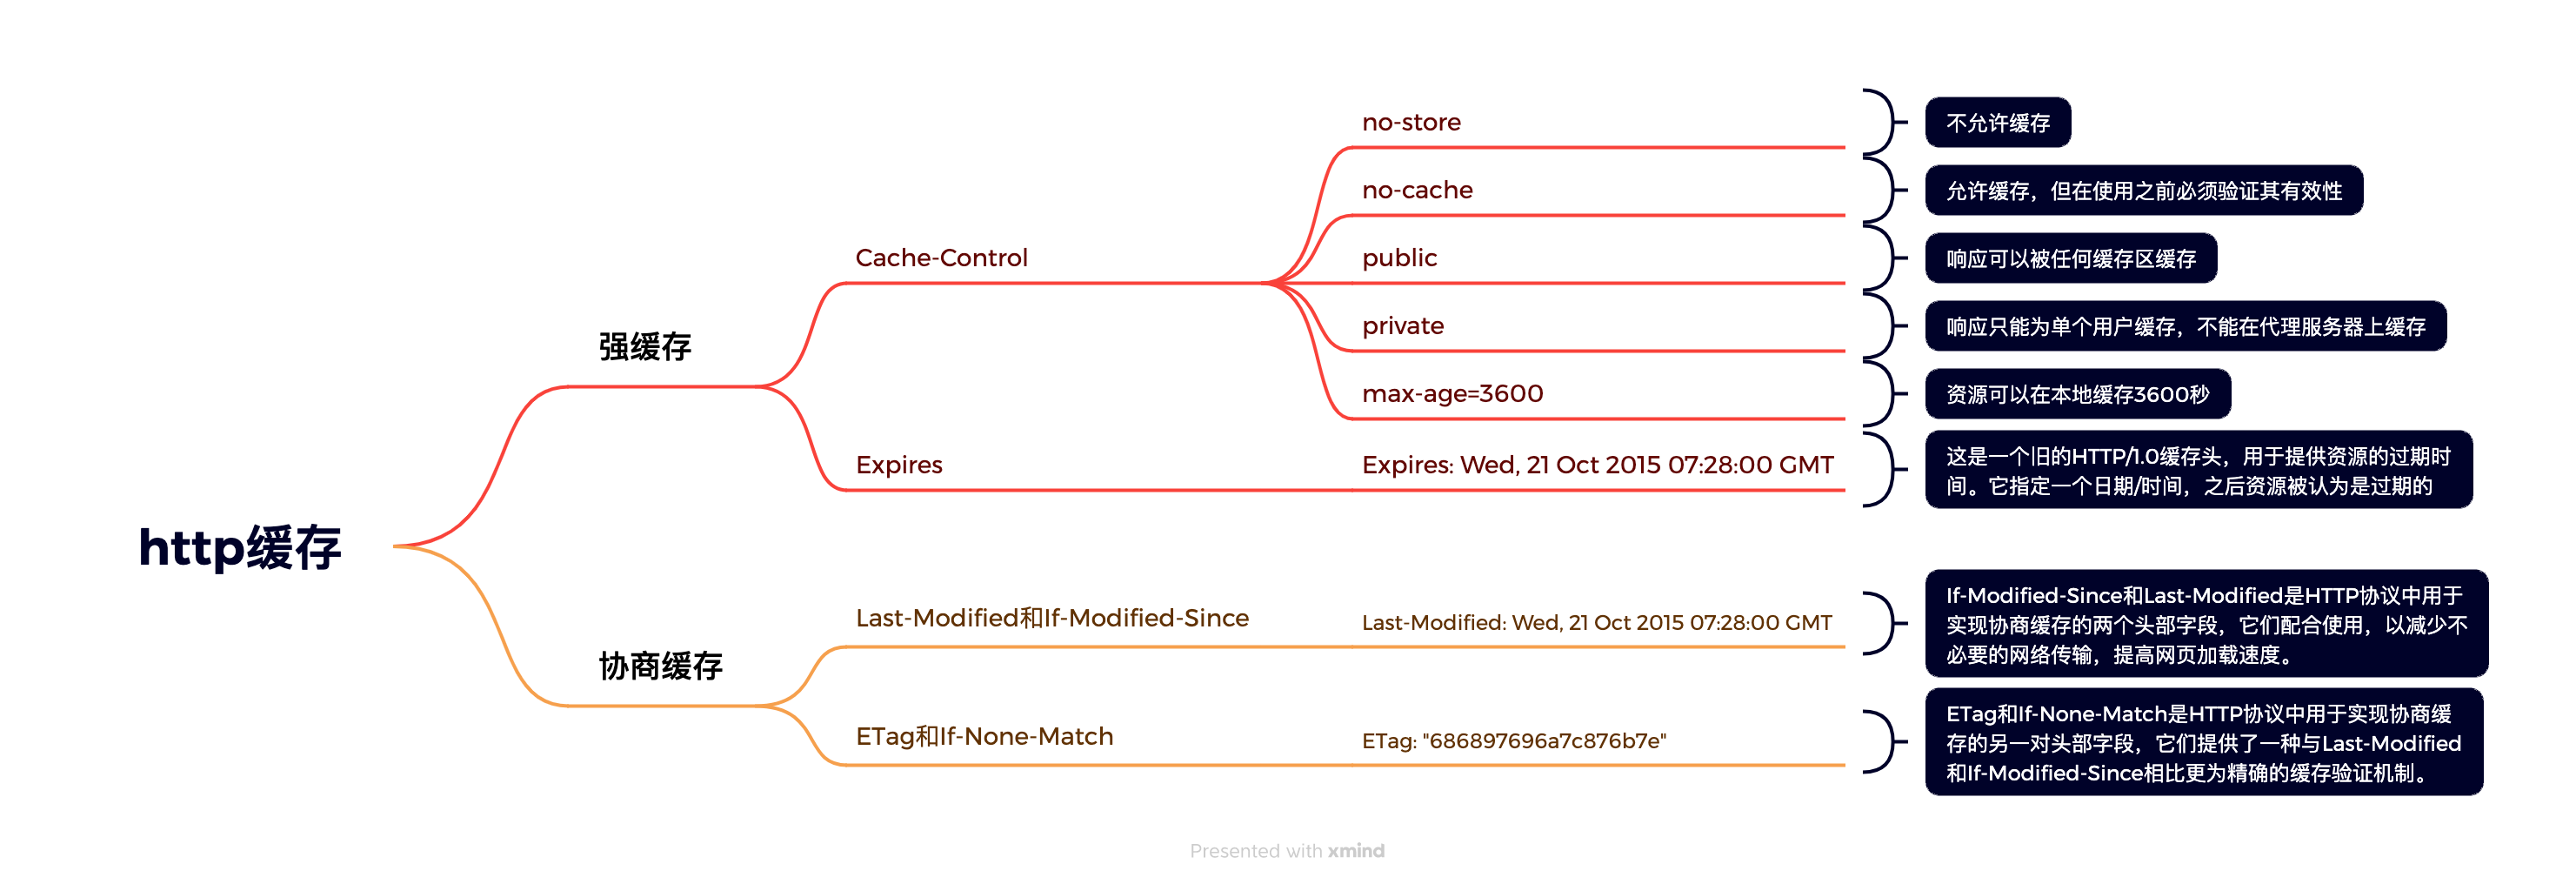 http缓存
强缓存
Cache-Control
no-store
不允许缓存
no-cache
允许缓存，但在使用之前必须验证其有效性
public
响应可以被任何缓存区缓存
private
响应只能为单个用户缓存，不能在代理服务器上缓存
max-age=3600
资源可以在本地缓存3600秒
Expires
Expires: Wed, 21 Oct 2015 07:28:00 GMT
这是一个旧的HTTP/1.0缓存头，用于提供资源的过期时
间。它指定一个日期/时间，之后资源被认为是过期的
协商缓存
Last-Modified和If-Modified-Since
Last-Modified: Wed, 21 Oct 2015 07:28:00 GMT
If-Modified-Since和Last-Modified是HTTP协议中用于
实现协商缓存的两个头部字段，它们配合使用，以减少不
必要的网络传输，提高网页加载速度。
ETag和If-None-Match
ETag: "686897696a7c876b7e"
ETag和If-None-Match是HTTP协议中用于实现协商缓
存的另一对头部字段，它们提供了一种与Last-Modified
和If-Modified-Since相比更为精确的缓存验证机制。
Presented with xmind